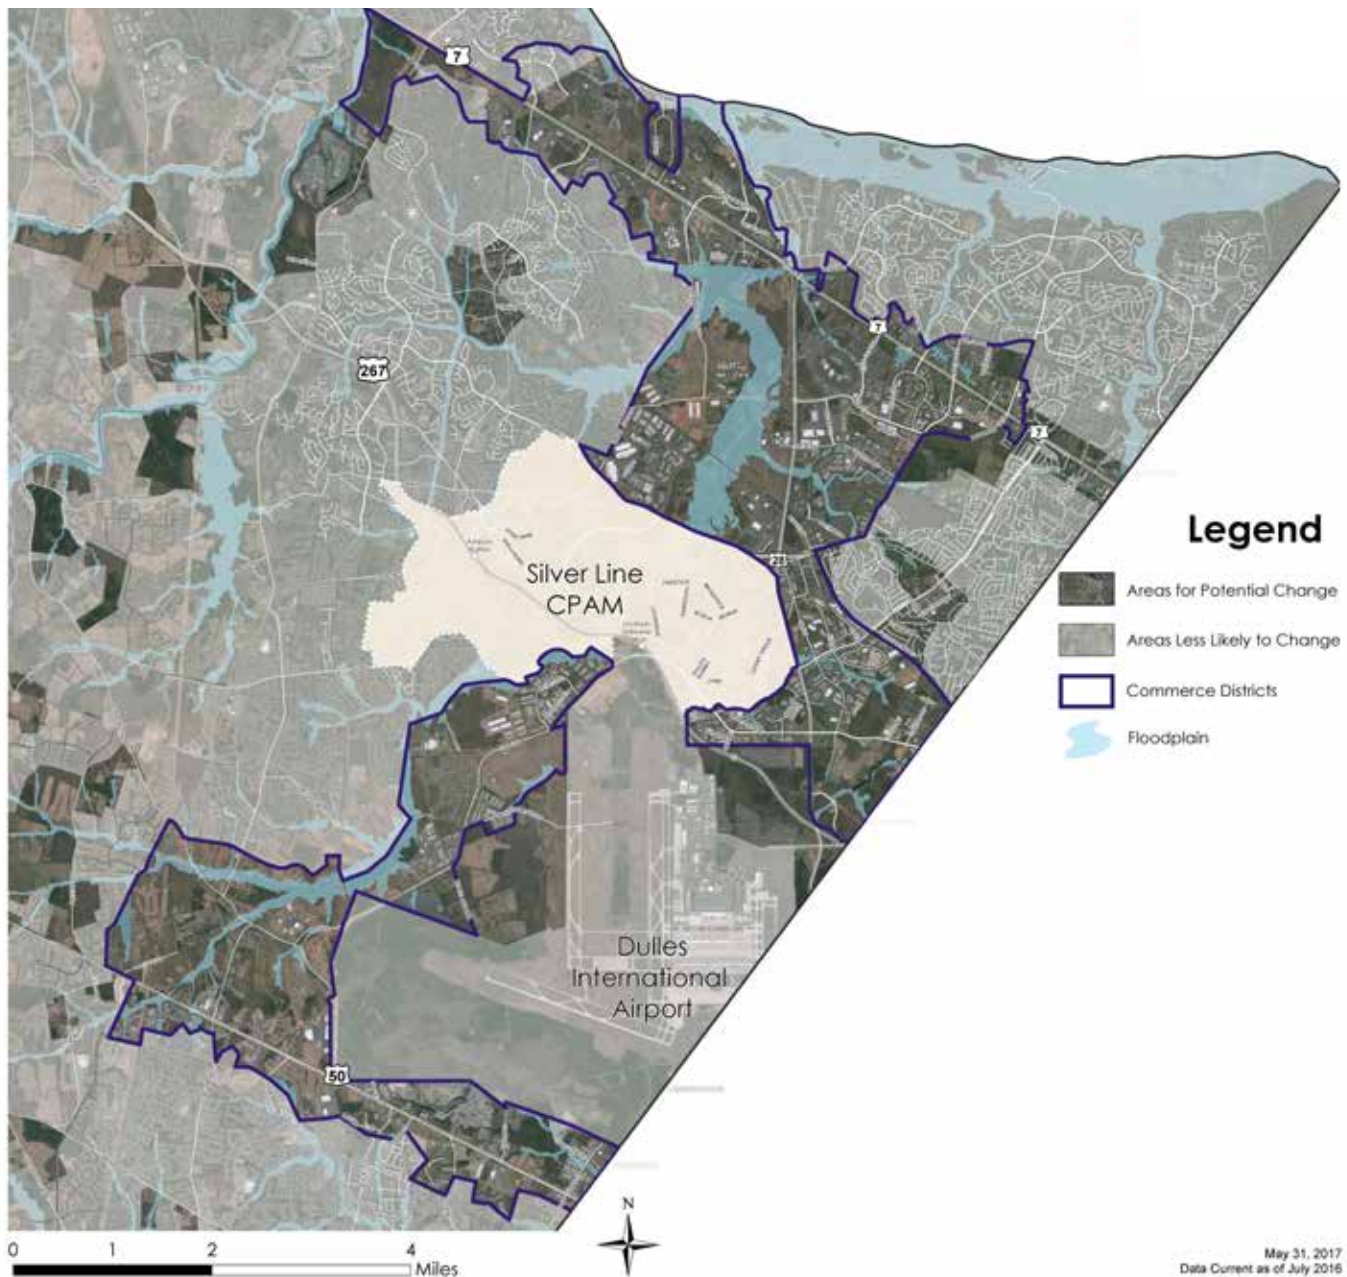 7
267
7
7
Silver Line
CPAM
28
Legend
Areas for Potential Change
Areas Less Likely to Change
Commerce Districts
Floodplain
Dulles
International
Airport
50
N
0 1 2 4
Miles
May 31, 2017
Data Current as of July 2016